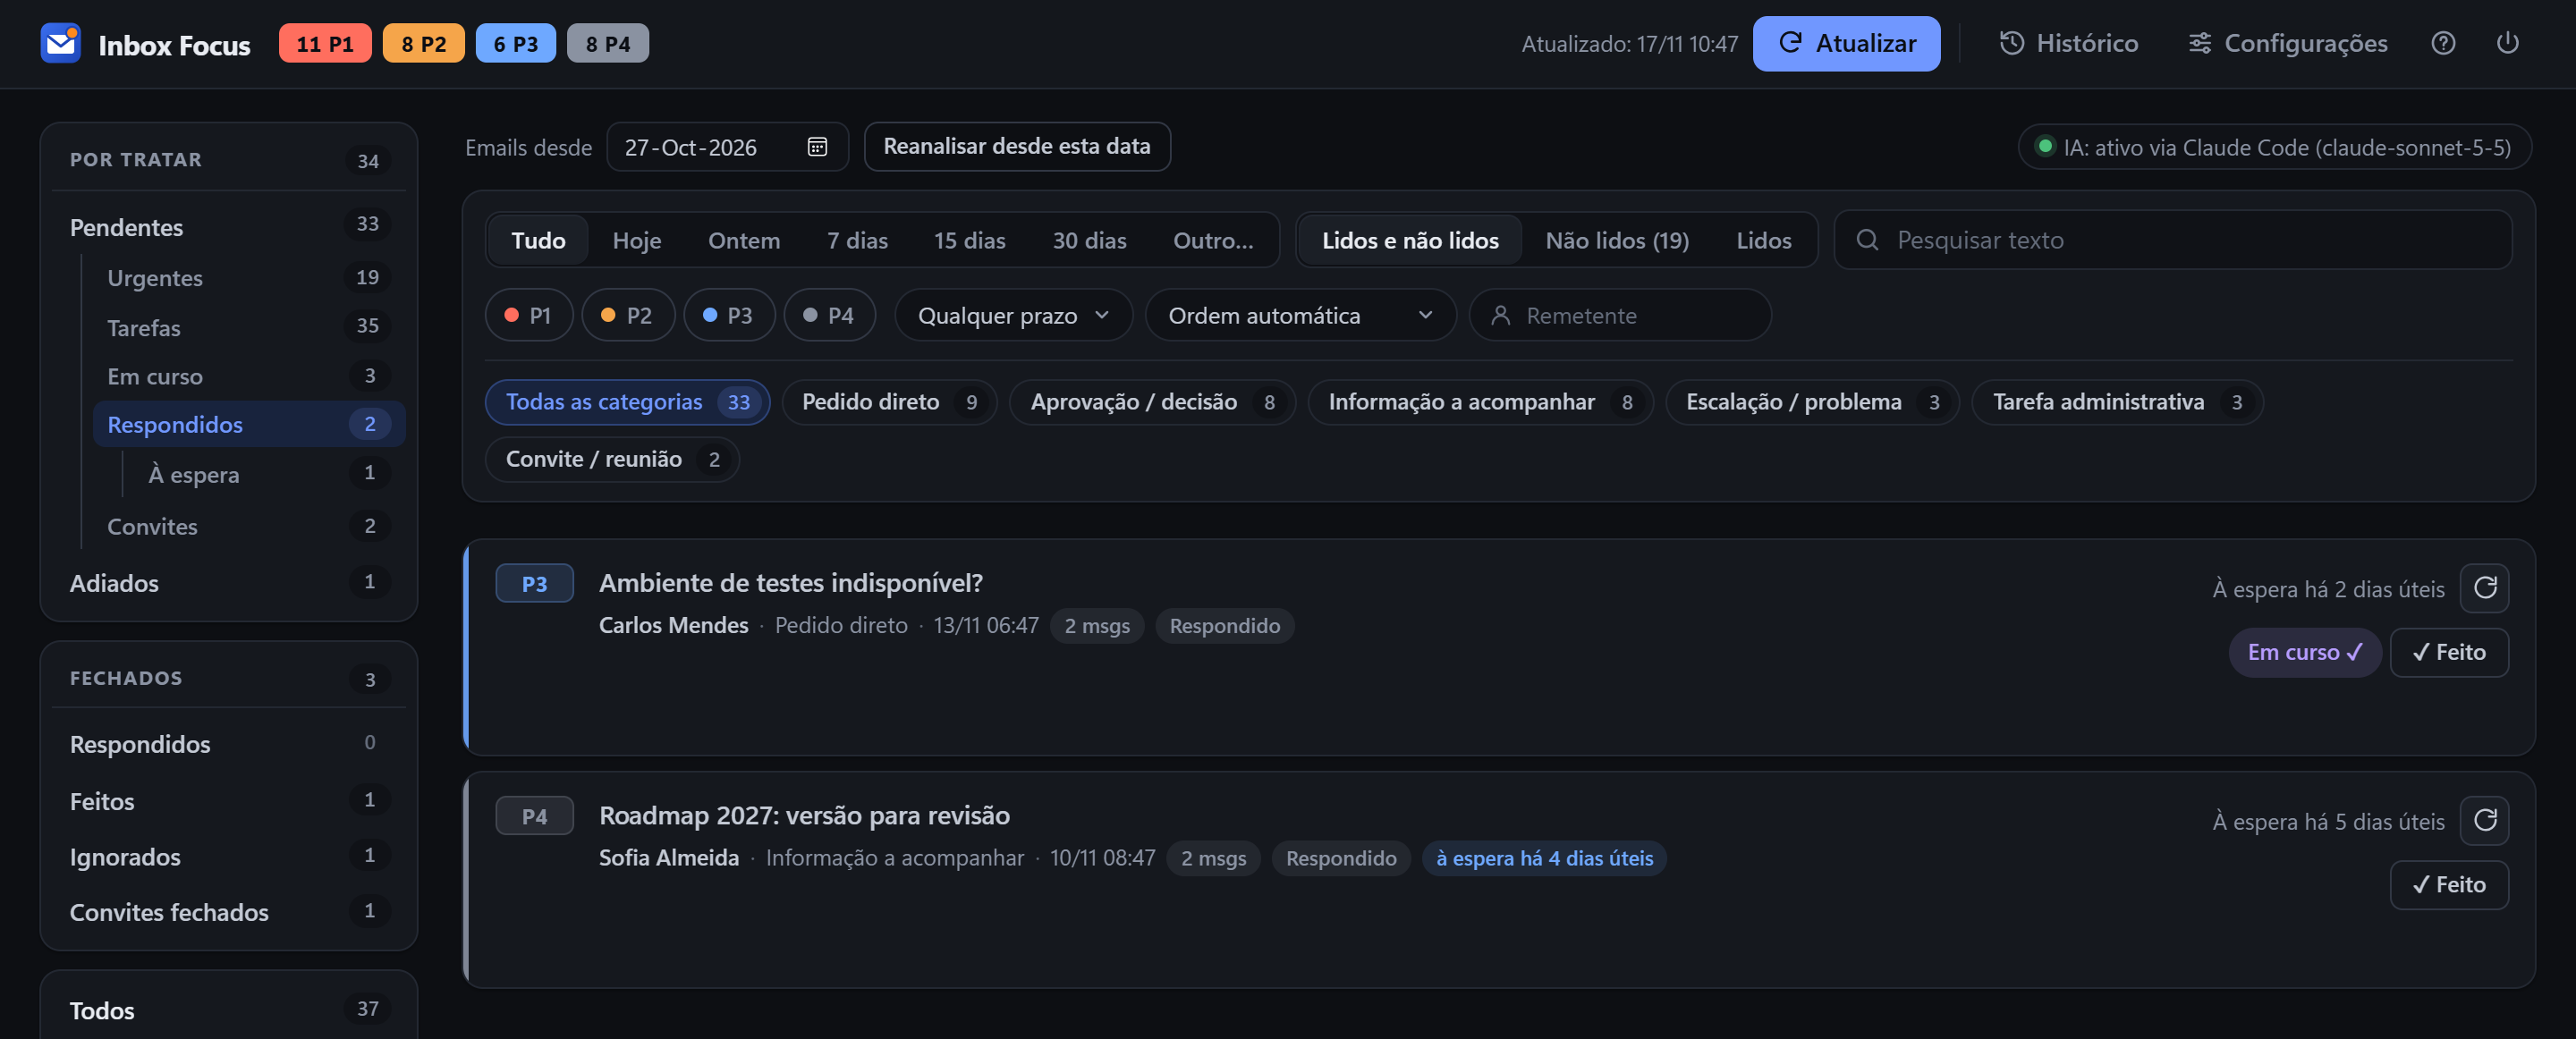 Inbox Focus
11 P1
8 P2
6 P3
8 P4
Atualizado: 17/11 10:47
Atualizar
Histórico
Configurações
POR TRATAR 34
Pendentes 33
Urgentes 19
Tarefas 35
Em curso 3
Respondidos 2
À espera 1
Convites 2
Adiados 1
FECHADOS 3
Respondidos 0
Feitos 1
Ignorados 1
Convites fechados 1
Todos 37
Emails desde
27-Oct-2026
Reanalisar desde esta data
IA: ativo via Claude Code (claude-sonnet-5-5)
Tudo
Hoje
Ontem
7 dias
15 dias
30 dias
Outro...
Lidos e não lidos
Não lidos (19)
Lidos
Pesquisar texto
P1
P2
P3
P4
Qualquer prazo
Ordem automática
Remetente
Todas as categorias 33
Pedido direto 9
Aprovação / decisão 8
Informação a acompanhar 8
Escalação / problema 3
Tarefa administrativa 3
Convite / reunião 2
P3
Ambiente de testes indisponível?
Carlos Mendes · Pedido direto · 13/11 06:47 2 msgs Respondido
À espera há 2 dias úteis
Em curso ✓
✓ Feito
P4
Roadmap 2027: versão para revisão
Sofia Almeida · Informação a acompanhar · 10/11 08:47 2 msgs Respondido à espera há 4 dias úteis
À espera há 5 dias úteis
✓ Feito